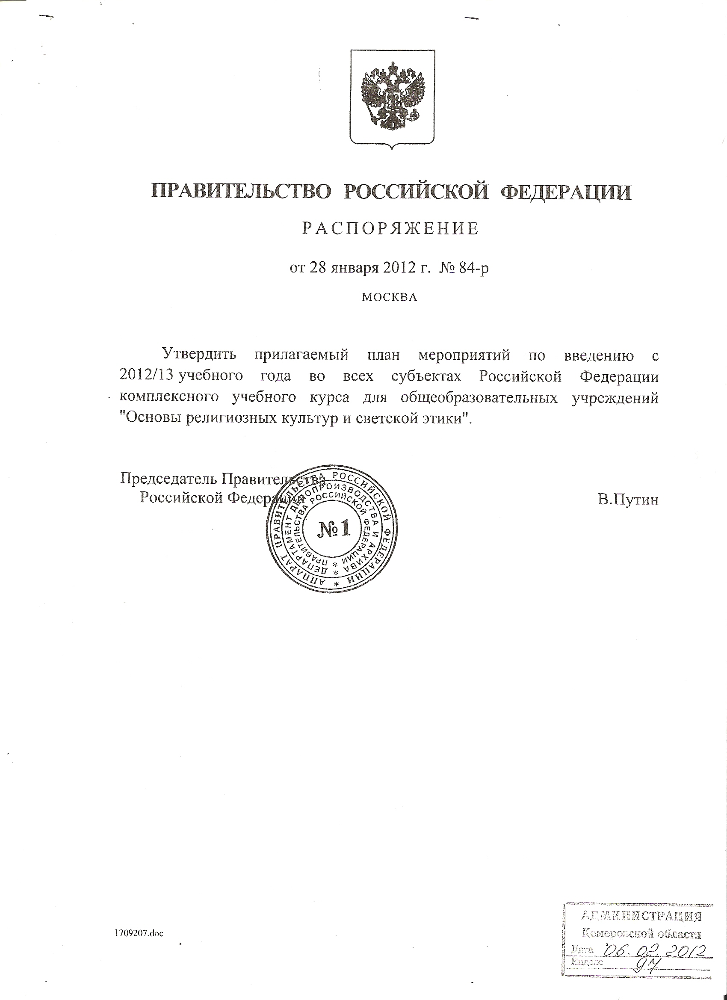 ПРАВИТЕЛЬСТВО РОССИЙСКОЙ ФЕДЕРАЦИИ
РАСПОРЯЖЕНИЕ
от 28 января 2012 г. № 84-р
МОСКВА
Утвердить прилагаемый план мероприятий по введению с
2012/13 учебного года во всех субъектах Российской Федерации
комплексного учебного курса для общеобразовательных учреждений
"Основы религиозных культур и светской этики".
Председатель Правительства
Российской Федерации
В.Путин
АППАРАТ ПРАВИТЕЛЬСТВА РОССИЙСКОЙ ФЕДЕРАЦИИ *
ДЕПАРТАМЕНТ ДЕЛОПРОИЗВОДСТВА И АРХИВА *
ПРАВИТЕЛЬСТВА РОССИЙСКОЙ ФЕДЕРАЦИИ *
№1
1709207.doc
АДМИНИСТРАЦИЯ
Кемеровской области
Дата 06.02.2012
Индекс 97